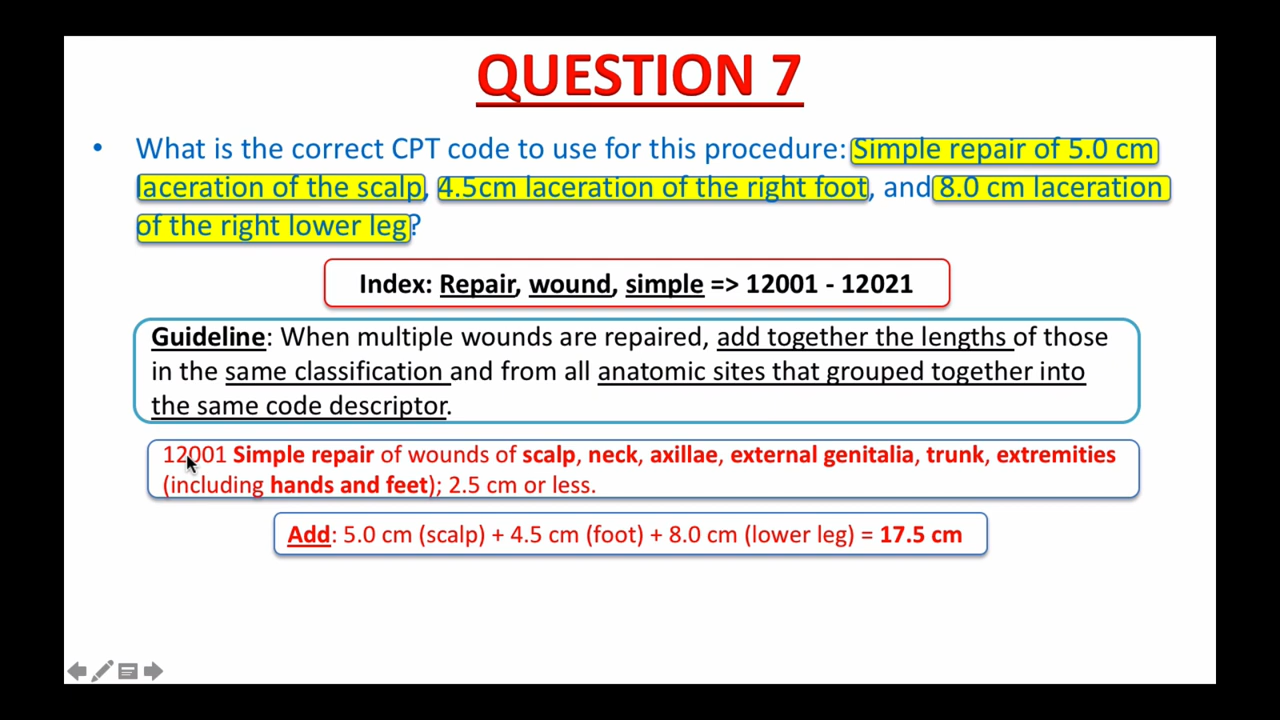 QUESTION 7
• What is the correct CPT code to use for this procedure: Simple repair of 5.0 cm
laceration of the scalp, 4.5cm laceration of the right foot, and 8.0 cm laceration
of the right lower leg?
Index: Repair, wound, simple => 12001 - 12021
Guideline: When multiple wounds are repaired, add together the lengths of those
in the same classification and from all anatomic sites that grouped together into
the same code descriptor.
12001 Simple repair of wounds of scalp, neck, axillae, external genitalia, trunk, extremities
(including hands and feet); 2.5 cm or less.
Add: 5.0 cm (scalp) + 4.5 cm (foot) + 8.0 cm (lower leg) = 17.5 cm